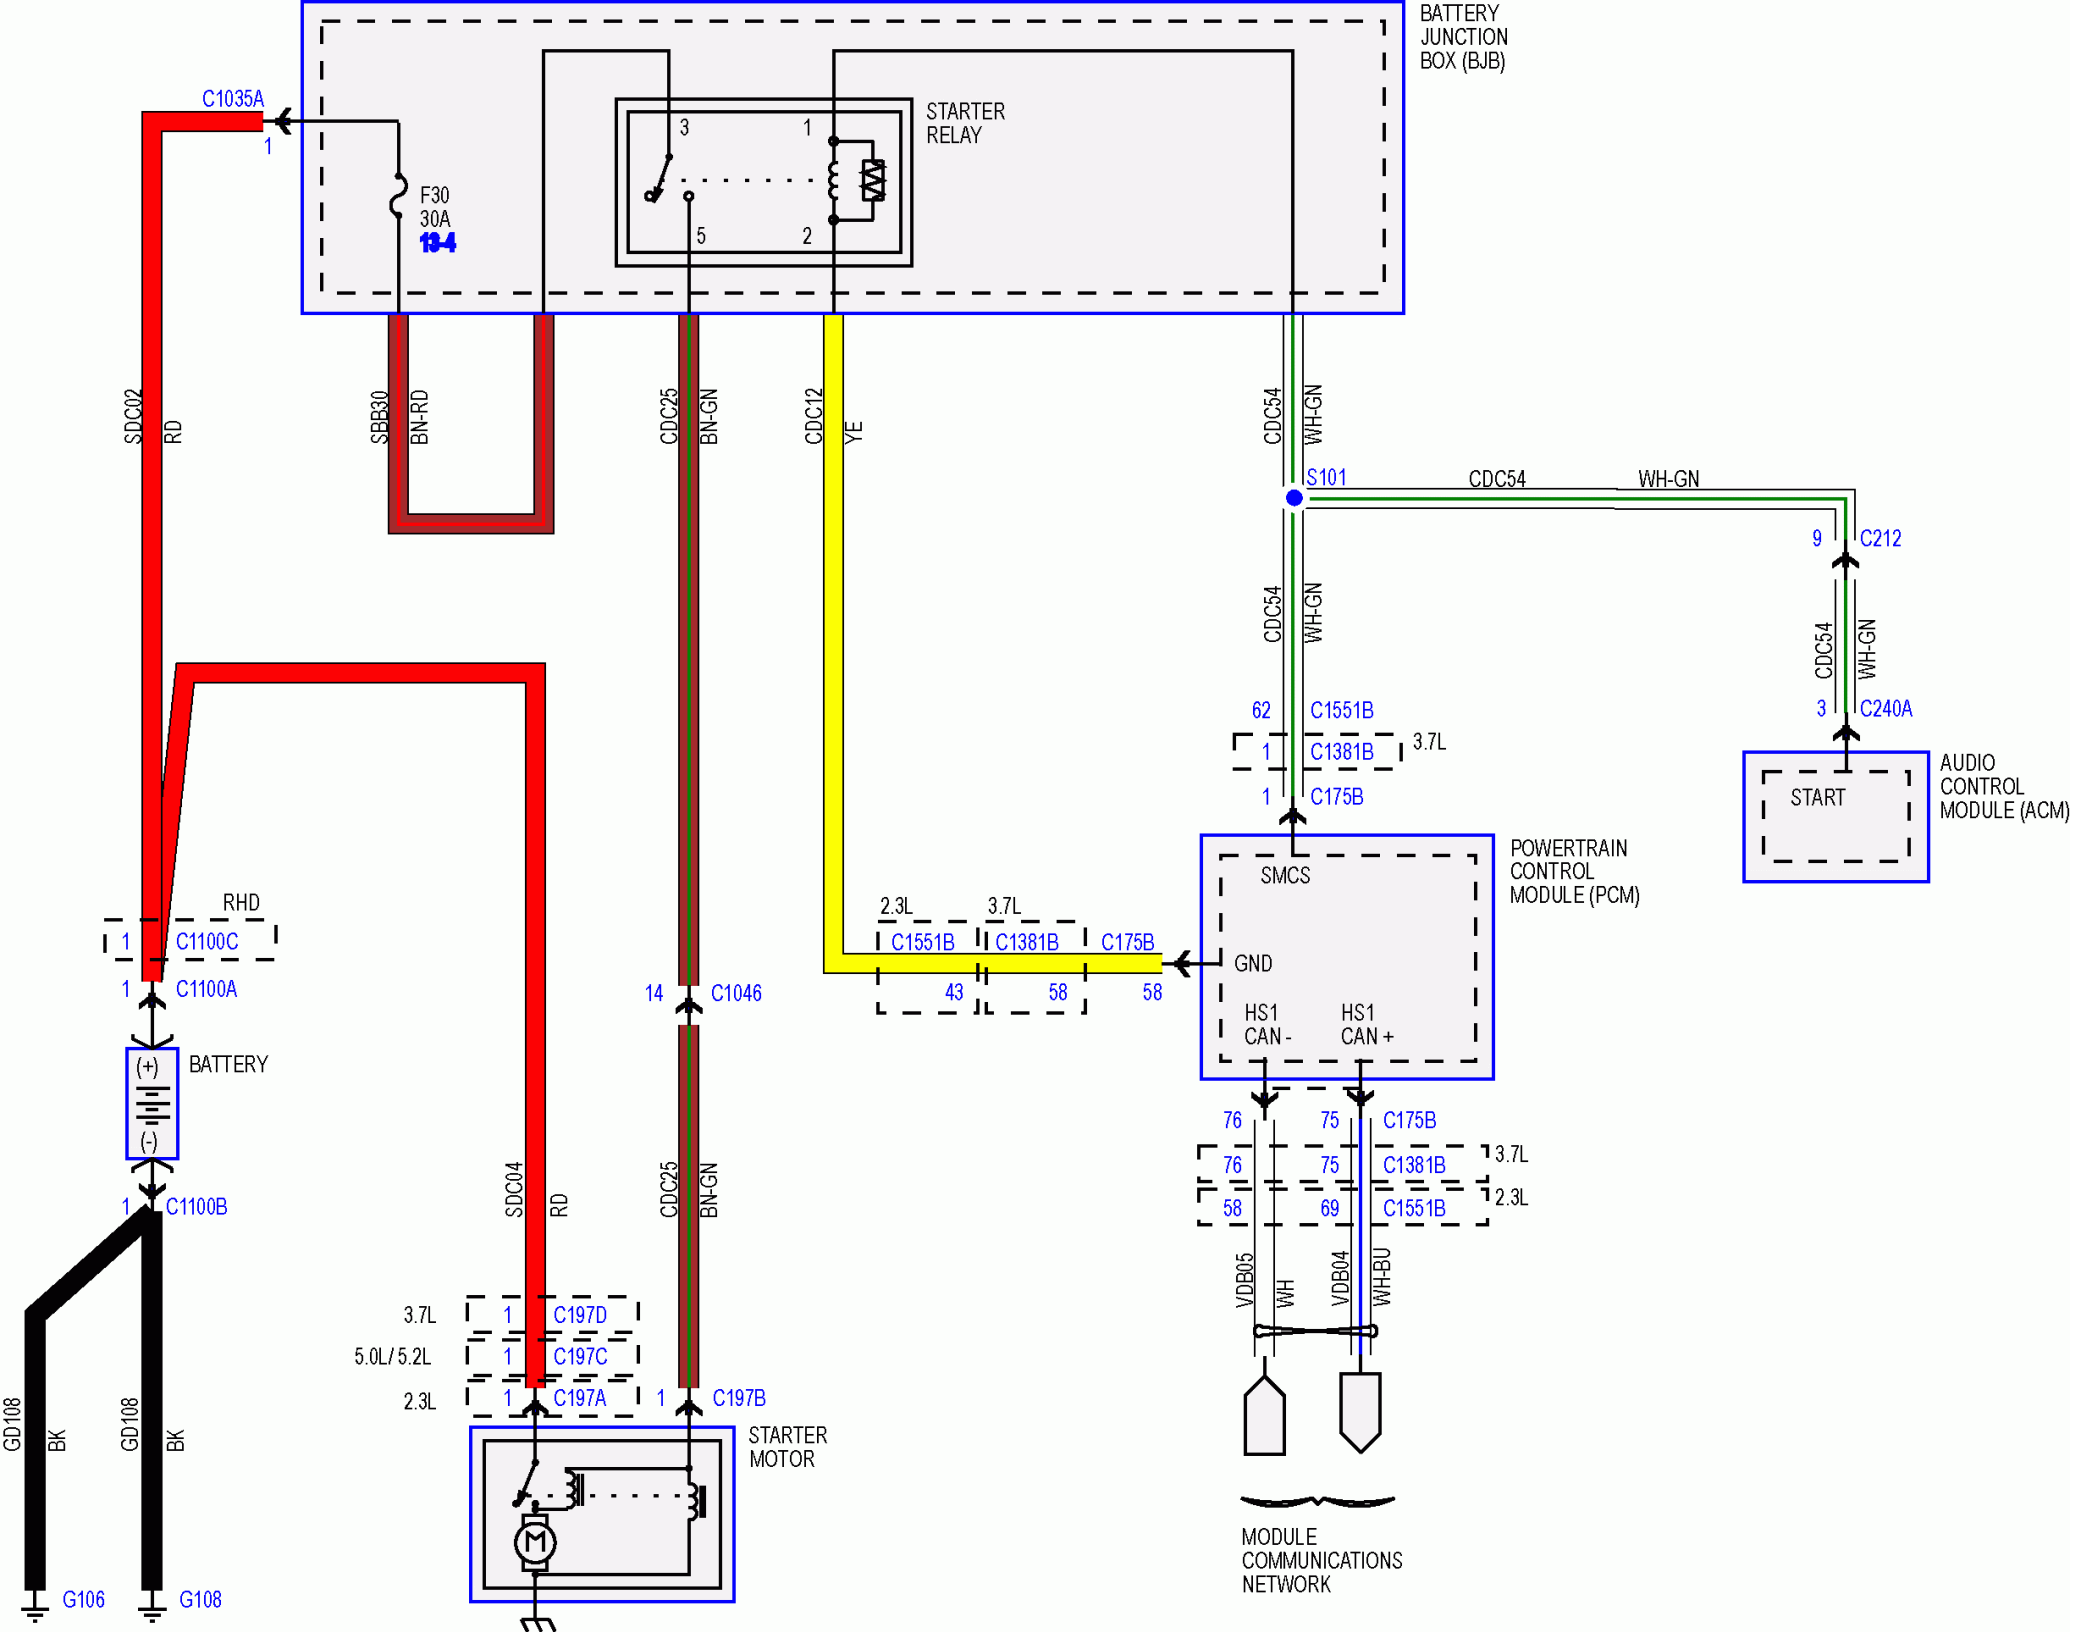 BATTERY
JUNCTION
BOX (BJB)
C1035A
1
STARTER
RELAY
3
1
5
2
F30
30A
13-4
SDC02
RD
SBB30
BN-RD
CDC25
BN-GN
CDC12
YE
CDC54
WH-GN
S101
CDC54
WH-GN
9
C212
CDC54
WH-GN
CDC54
WH-GN
3
C240A
62
C1551B
1
C1381B
3.7L
1
C175B
START
AUDIO
CONTROL
MODULE (ACM)
POWERTRAIN
CONTROL
MODULE (PCM)
SMCS
GND
HS1
CAN -
HS1
CAN +
2.3L
3.7L
C1551B
C1381B
C175B
43
58
58
RHD
1
C1100C
1
C1100A
14
C1046
(+)
BATTERY
(-)
1
C1100B
76
75
C175B
76
75
C1381B
3.7L
58
69
C1551B
2.3L
SDC04
RD
CDC25
BN-GN
VDB05
WH
VDB04
WH-BU
3.7L
1
C197D
5.0L/ 5.2L
1
C197C
2.3L
1
C197A
1
C197B
GD108
BK
GD108
BK
STARTER
MOTOR
M
MODULE
COMMUNICATIONS
NETWORK
G106
G108